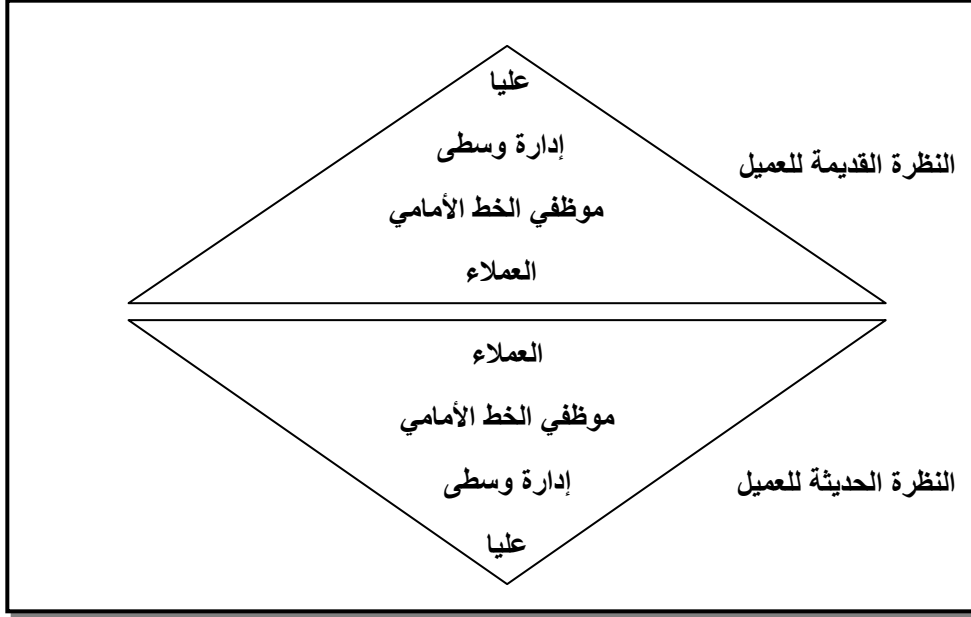 عليا
إدارة وسطى
النظرة القديمة للعميل
موظفي الخط الأمامي
العملاء
العملاء
موظفي الخط الأمامي
النظرة الحديثة للعميل
إدارة وسطى
عليا